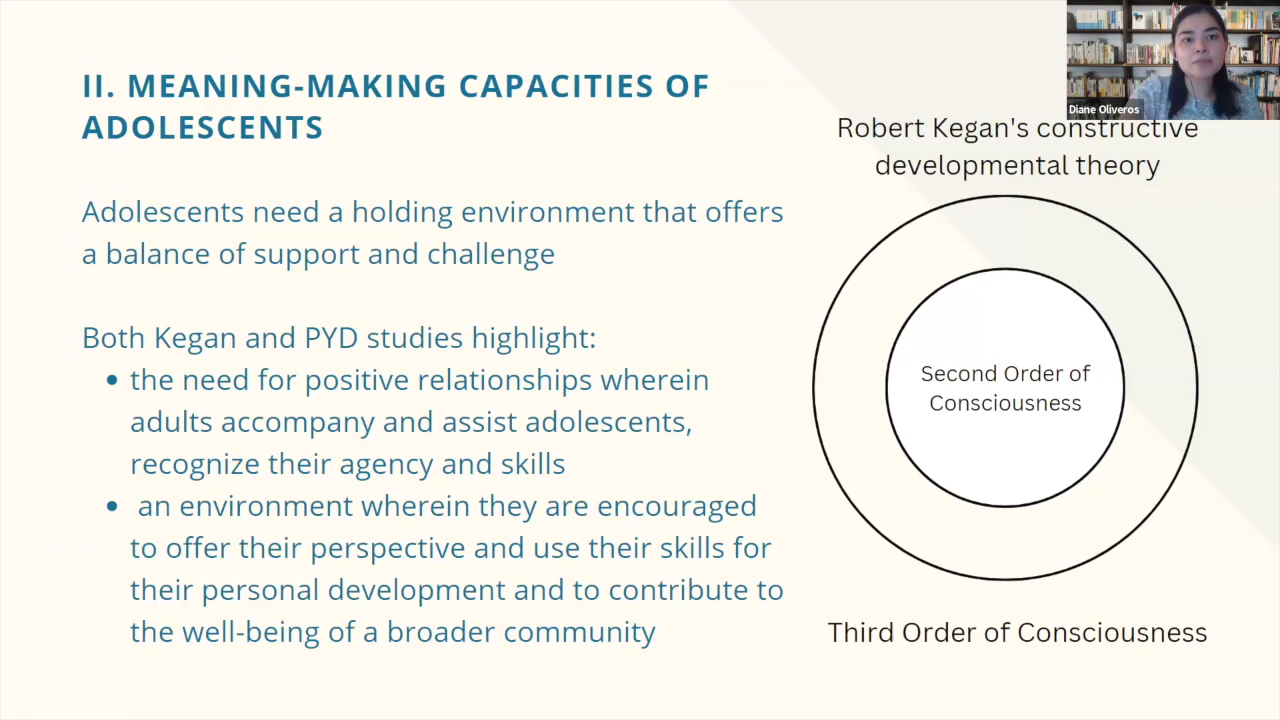 II. MEANING-MAKING CAPACITIES OF
ADOLESCENTS
Adolescents need a holding environment that offers
a balance of support and challenge
Both Kegan and PYD studies highlight:
• the need for positive relationships wherein
adults accompany and assist adolescents,
recognize their agency and skills
• an environment wherein they are encouraged
to offer their perspective and use their skills for
their personal development and to contribute to
the well-being of a broader community
Diane Oliveros
Robert Kegan's constructive
developmental theory
Second Order of
Consciousness
Third Order of Consciousness